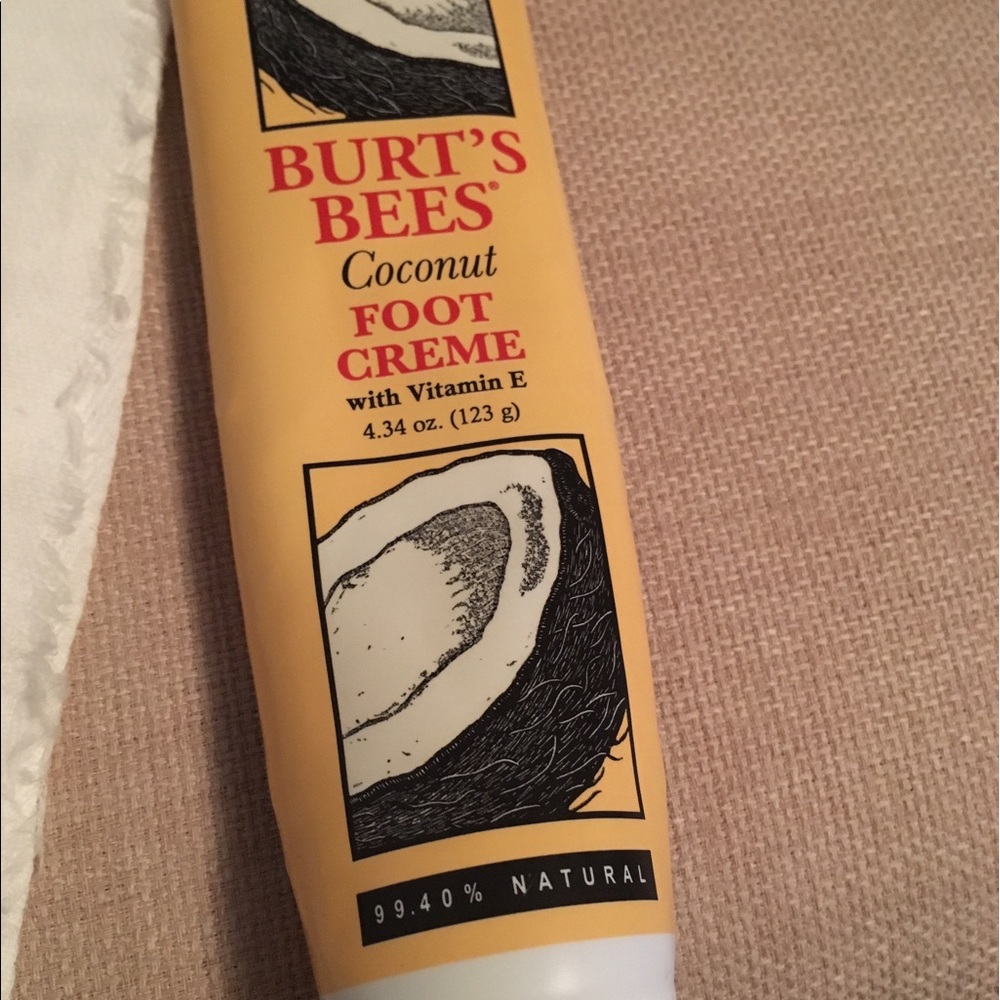 BURT'S
BEES®
Coconut
FOOT
CREME
with Vitamin E
4.34 oz. (123 g)
99.40% NATURAL